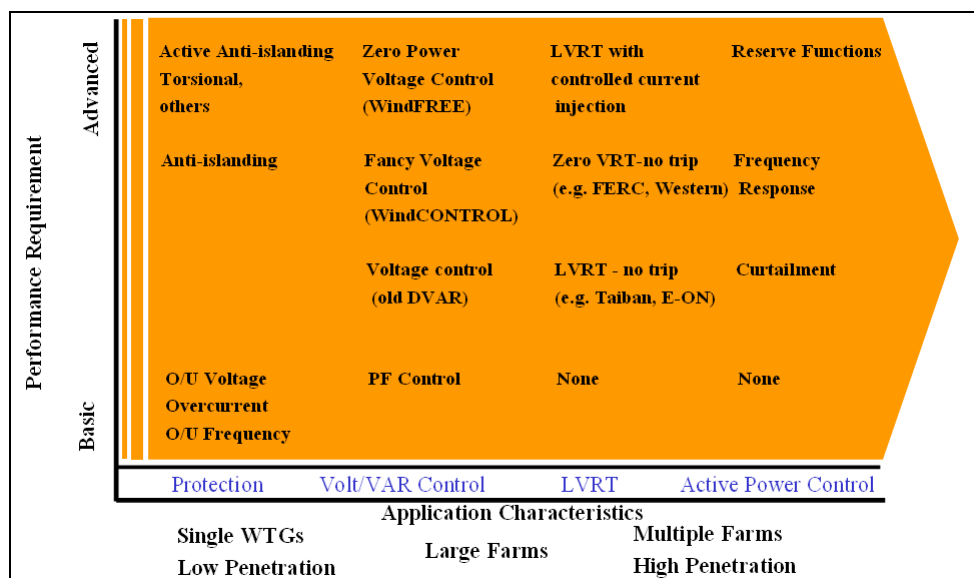 Performance Requirement
Advanced
Basic
Active Anti-islanding
Torsional,
others
Zero Power
Voltage Control
(WindFREE)
LVRT with
controlled current
injection
Reserve Functions
Anti-islanding
Fancy Voltage
Control
(WindCONTROL)
Zero VRT-no trip
(e.g. FERC, Western)
Frequency
Response
Voltage control
(old DVAR)
LVRT - no trip
(e.g. Taiban, E-ON)
Curtailment
O/U Voltage
Overcurrent
O/U Frequency
PF Control
None
None
Protection
Volt/VAR Control
LVRT
Active Power Control
Application Characteristics
Single WTGs
Low Penetration
Large Farms
Multiple Farms
High Penetration